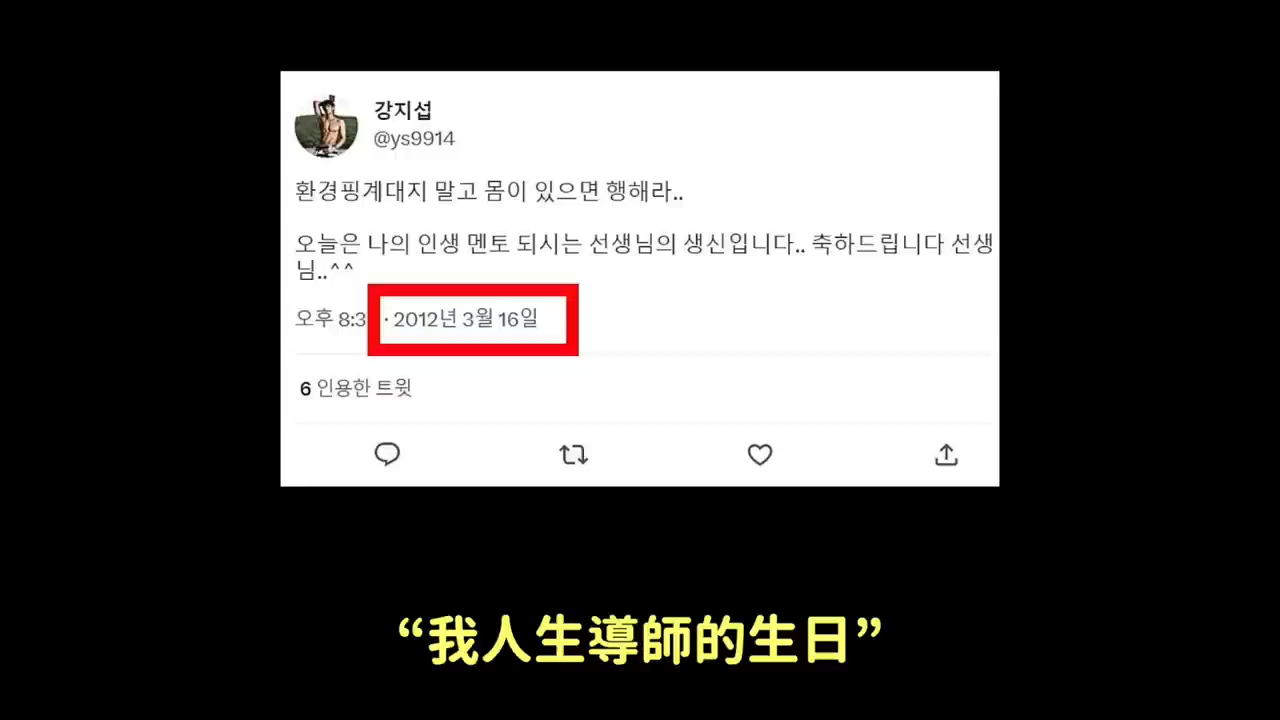 강지섭
@ys9914
환경핑계대지 말고 몸이 있으면 행해라..
오늘은 나의 인생 멘토 되시는 선생님의 생신입니다.. 축하드립니다 선생
님..^^
오후 8:3 · 2012년 3월 16일
6 인용한 트윗
“我人生導師的生日”